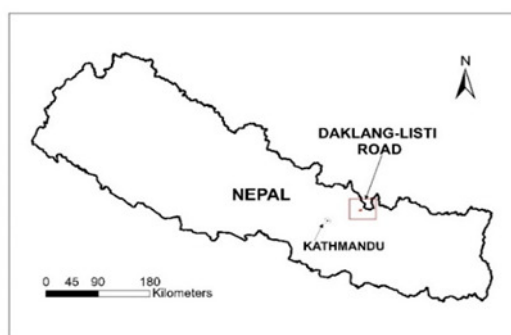 N
DAKLANG-LISTI
ROAD
NEPAL
KATHMANDU
0 45 90 180
Kilometers